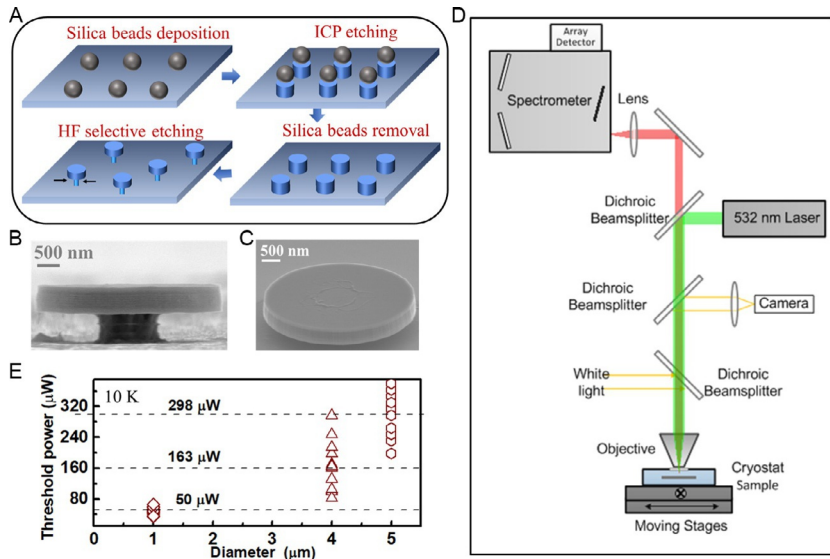 A
Silica beads deposition
ICP etching
HF selective etching
Silica beads removal
B
500 nm
C
500 nm
D
Array
Detector
Spectrometer
Lens
Dichroic
Beamsplitter
532 nm Laser
Dichroic
Beamsplitter
Camera
White
light
Dichroic
Beamsplitter
Objective
Cryostat
Sample
Moving Stages
E
Threshold power (μW)
320
240
160
80
10 K
298 μW
163 μW
50 μW
0 1 2 3 4 5
Diameter (μm)